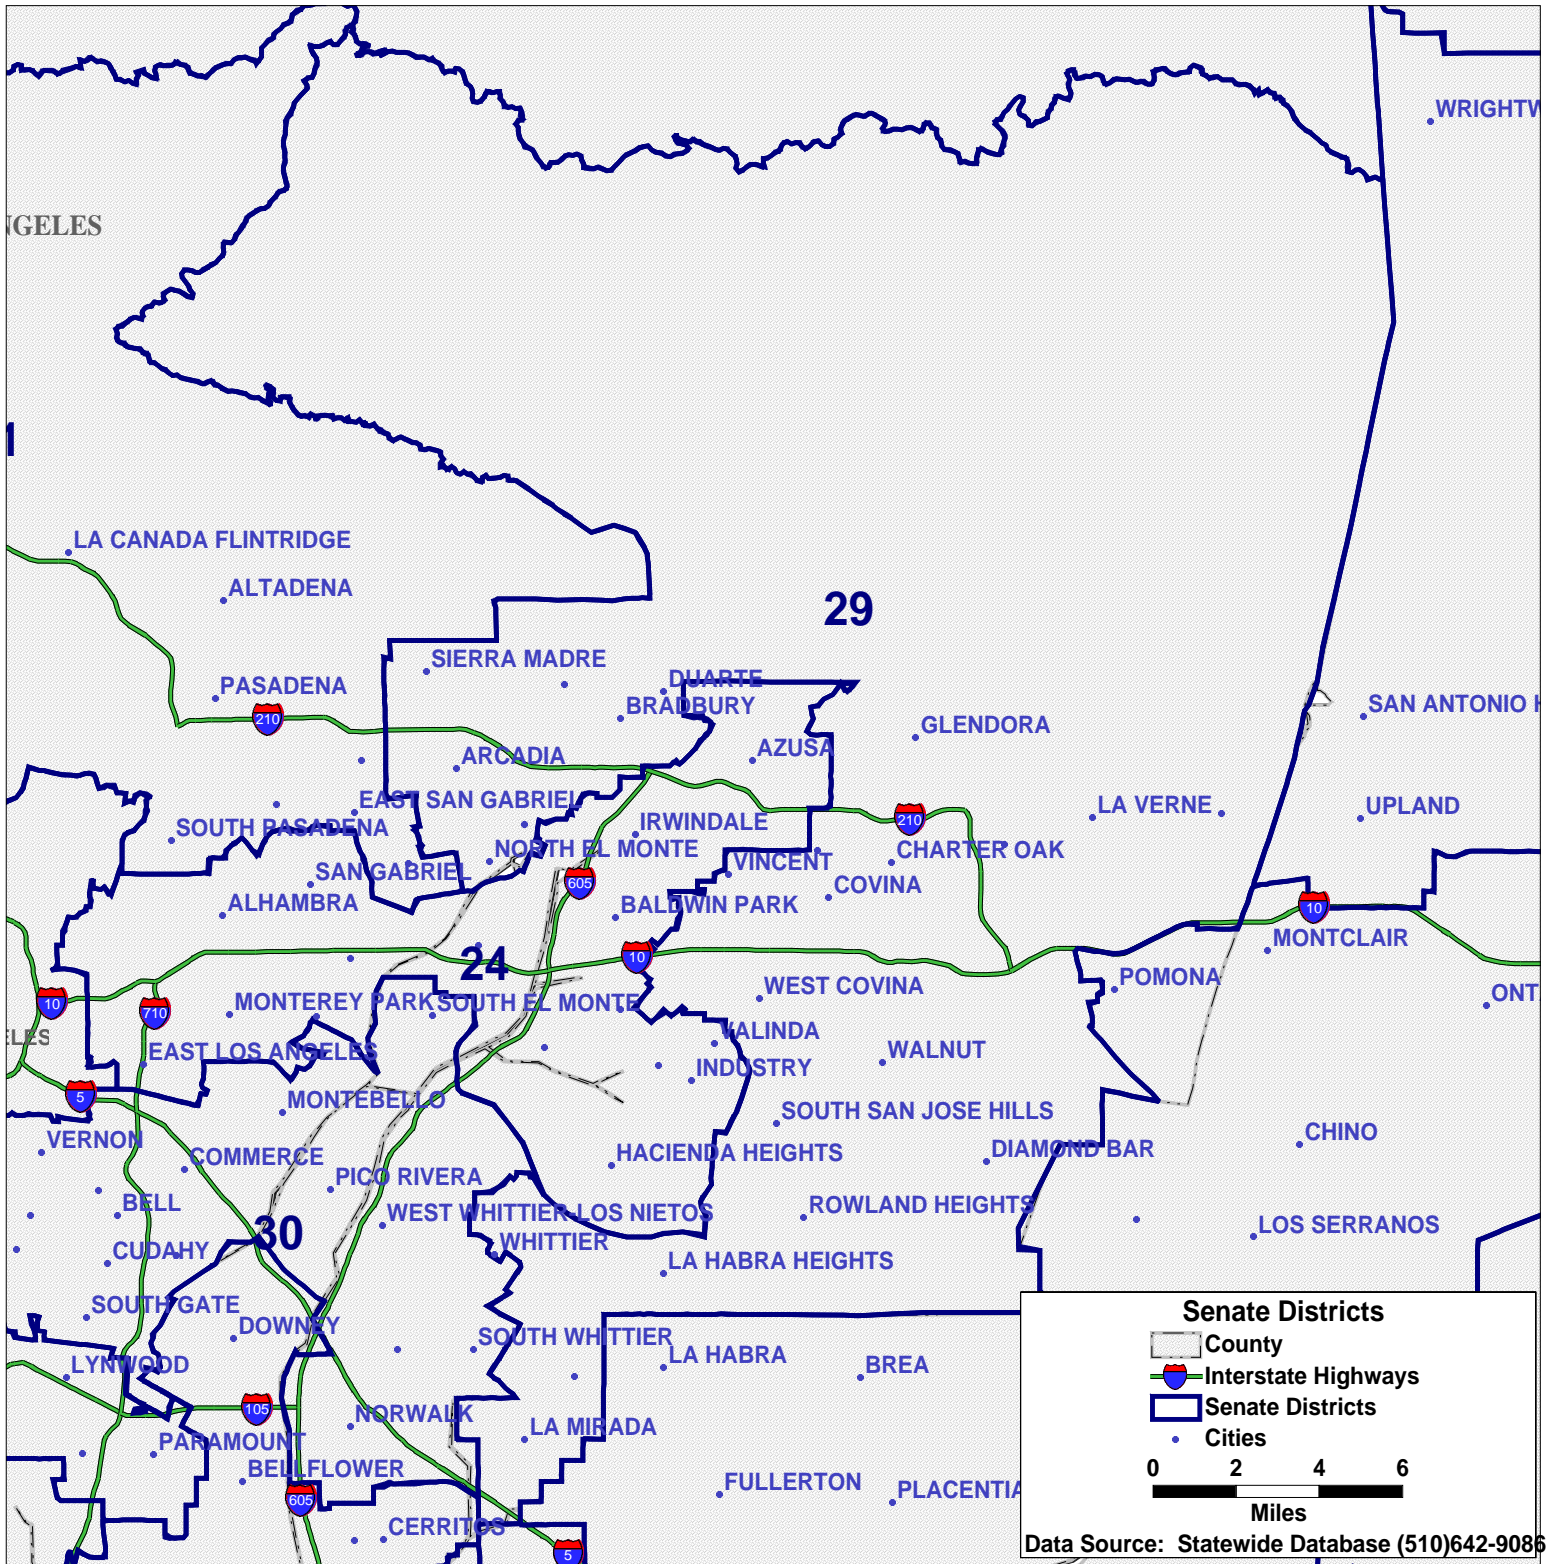 WRIGHTW
NGELES
1
LA CANADA FLINTRIDGE
ALTADENA
29
SIERRA MADRE
DUARTE
PASADENA
BRADBURY
SAN ANTONIO H
210
GLENDORA
ARCADIA
AZUSA
EAST SAN GABRIEL
LA VERNE
UPLAND
SOUTH PASADENA
IRWINDALE
210
NORTH EL MONTE
VINCENT
CHARTER OAK
SAN GABRIEL
605
COVINA
ALHAMBRA
BALDWIN PARK
10
MONTCLAIR
24
10
POMONA
WEST COVINA
10
710
MONTEREY PARK
SOUTH EL MONTE
ONT
ELES
EAST LOS ANGELES
VALINDA
WALNUT
INDUSTRY
5
MONTEBELLO
SOUTH SAN JOSE HILLS
VERNON
COMMERCE
HACIENDA HEIGHTS
DIAMOND BAR
CHINO
PICO RIVERA
BELL
WEST WHITTIER-LOS NIETOS
ROWLAND HEIGHTS
LOS SERRANOS
30
CUDAHY
WHITTIER
LA HABRA HEIGHTS
SOUTH GATE
DOWNEY
SOUTH WHITTIER
LYNWOOD
LA HABRA
BREA
105
NORWALK
PARAMOUNT
LA MIRADA
BELLFLOWER
FULLERTON
PLACENTIA
605
CERRITOS
5
Senate Districts
County
Interstate Highways
Senate Districts
Cities
0 2 4 6
Miles
Data Source: Statewide Database (510)642-9086